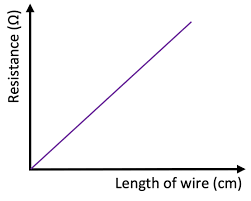 Resistance (Ω)
Length of wire (cm)